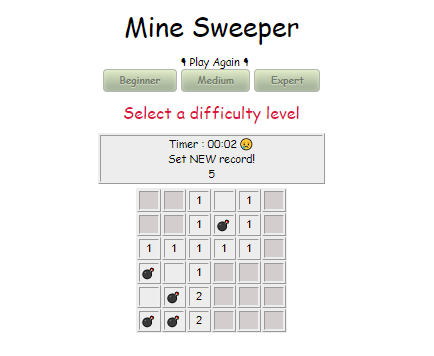 Mine Sweeper
Play Again
Beginner Medium Expert
Select a difficulty level
Timer : 00:02
Set NEW record!
5
1 1
1 1
1 1 1 1 1
1
2
2